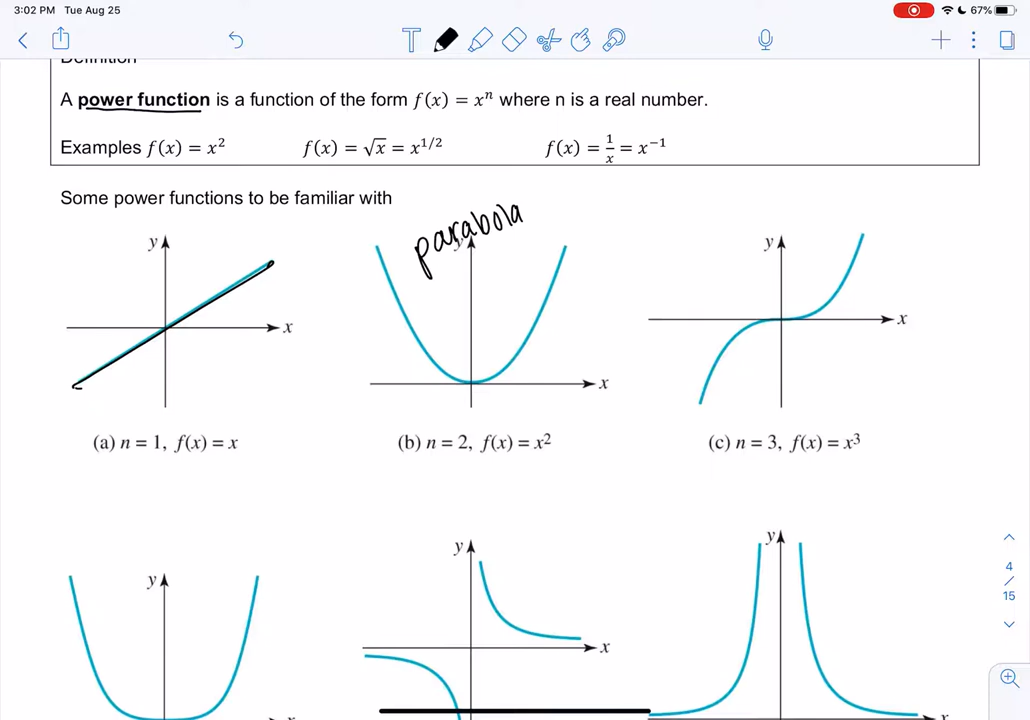 3:02 PM Tue Aug 25
67%
T
Definition
A power function is a function of the form f(x) = xⁿ where n is a real number.
Examples f(x) = x² f(x) = √x = x^{1/2} f(x) = 1/x = x⁻¹
Some power functions to be familiar with
parabola
y y y
x x x
(a) n = 1, f(x) = x (b) n = 2, f(x) = x² (c) n = 3, f(x) = x³
4
/
15
y y y
x x x